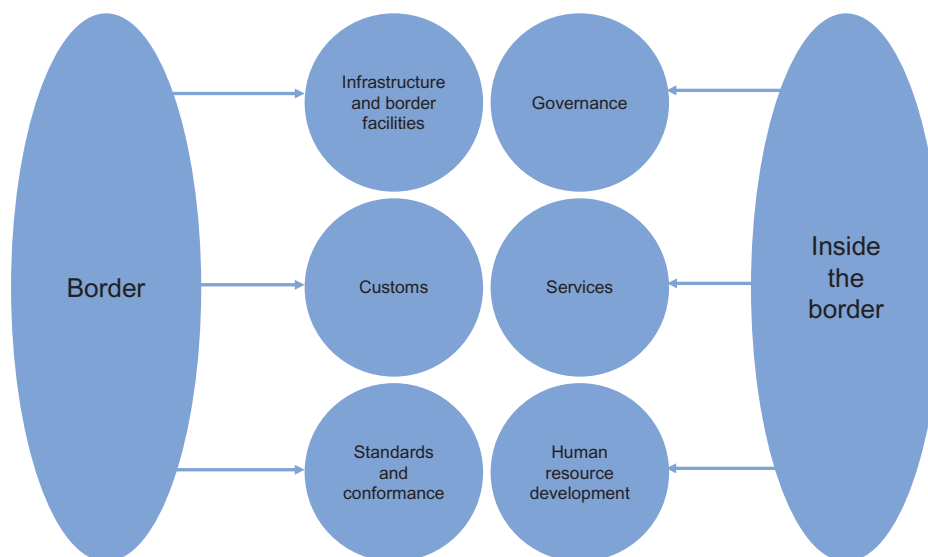 Border
Infrastructure
and border
facilities
Governance
Customs
Services
Standards
and
conformance
Human
resource
development
Inside
the
border